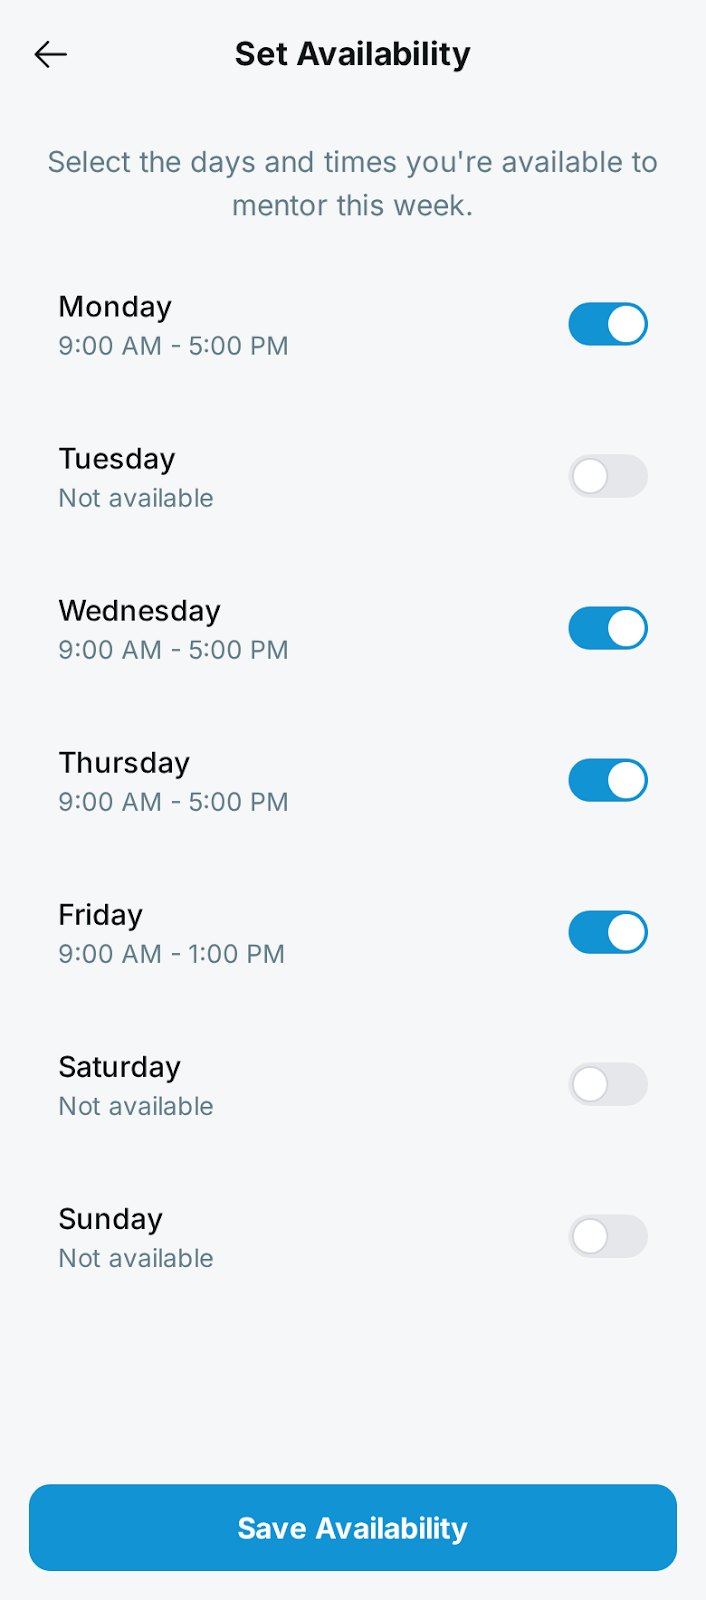 Set Availability
Select the days and times you're available to
mentor this week.
Monday
9:00 AM - 5:00 PM
Tuesday
Not available
Wednesday
9:00 AM - 5:00 PM
Thursday
9:00 AM - 5:00 PM
Friday
9:00 AM - 1:00 PM
Saturday
Not available
Sunday
Not available
Save Availability